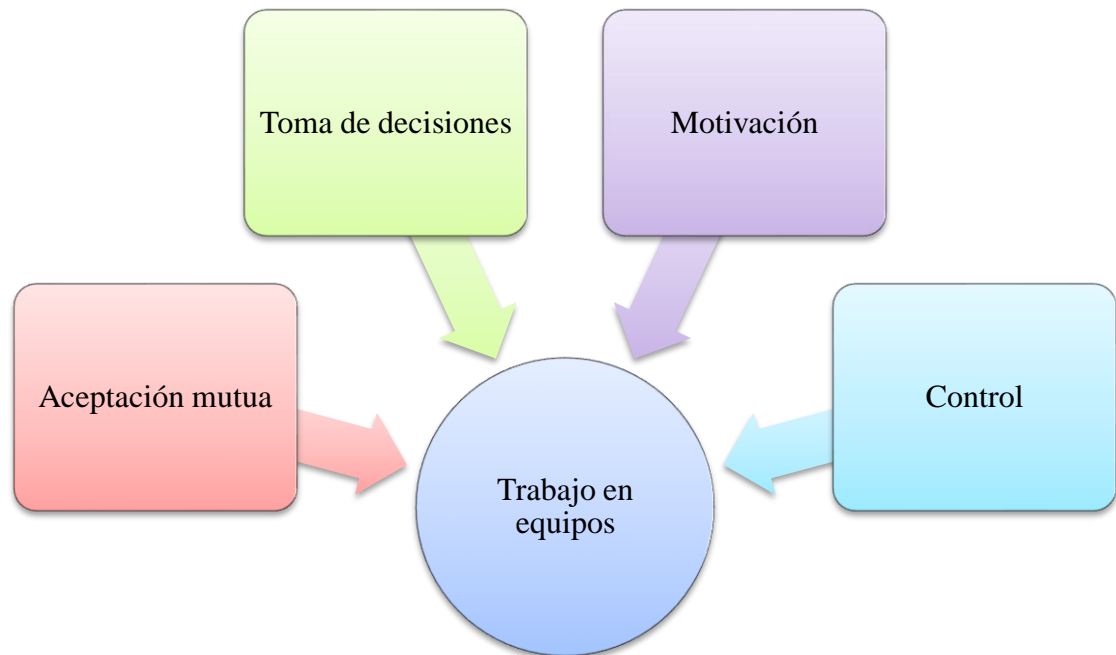 Aceptación mutua
Toma de decisiones
Motivación
Control
Trabajo en
equipos